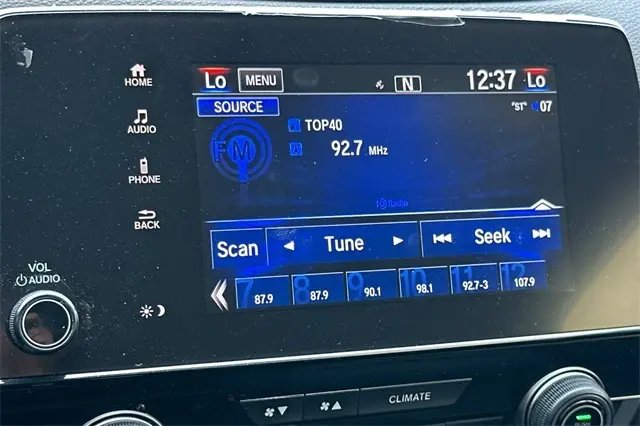 HOME
AUDIO
PHONE
BACK
VOL
AUDIO
Lo MENU N 12:37 Lo
SOURCE "ST" 07
FM
TOP40
A 92.7 MHz
Radio
Scan Tune Seek
7 87.9 8 87.9 9 90.1 10 98.1 11 92.7-3 12 107.9
CLIMATE